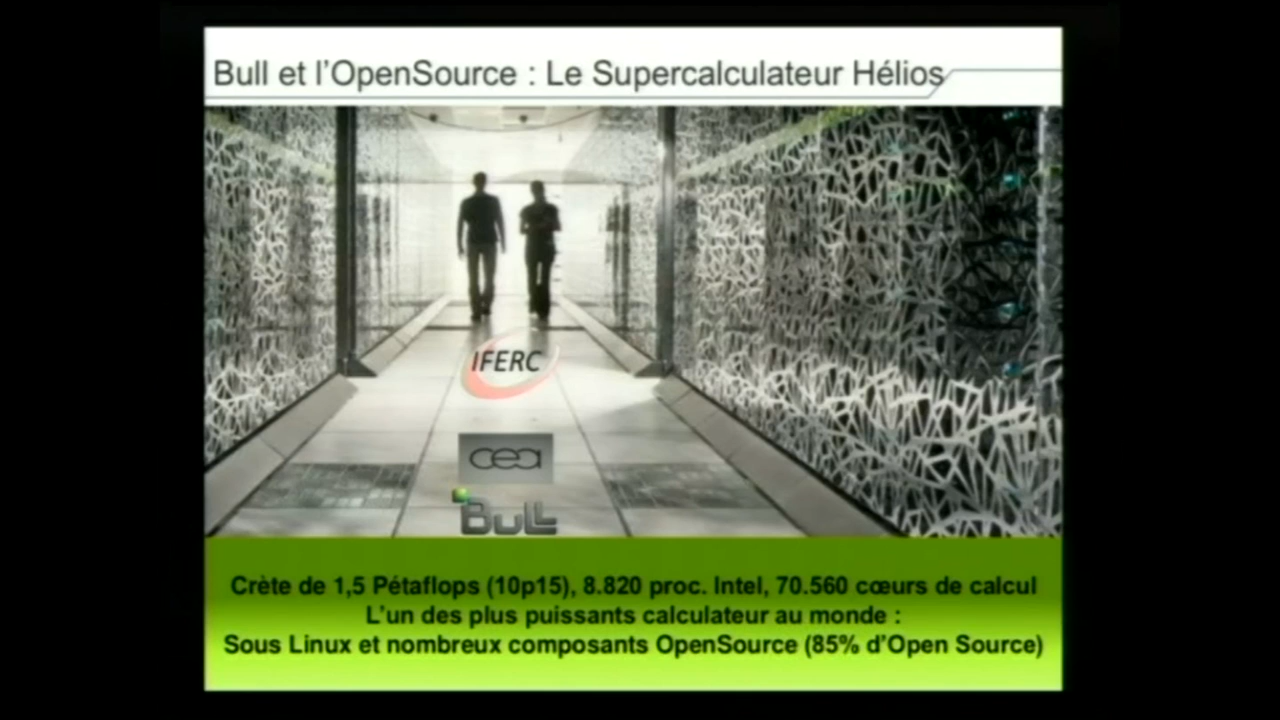 Bull et l'OpenSource : Le Supercalculateur Hélios
IFERC
cea
Bull
Crète de 1,5 Pétaflops (10p15), 8.820 proc. Intel, 70.560 cœurs de calcul
L'un des plus puissants calculateur au monde :
Sous Linux et nombreux composants OpenSource (85% d'Open Source)